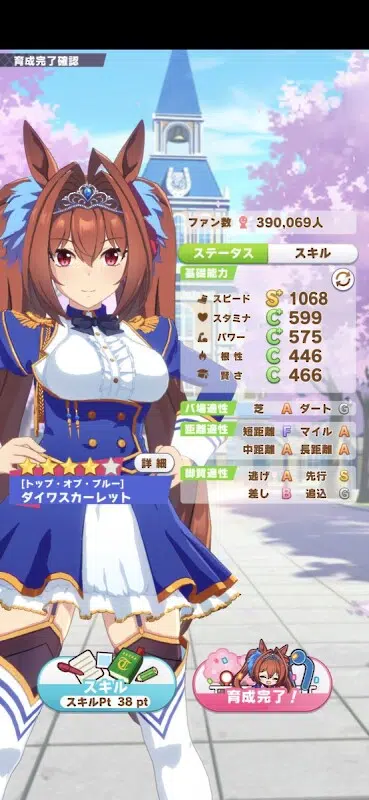 育成完了確認
ファン数 390,069人
ステータス スキル
基礎能力
スピード S+ 1068
スタミナ C+ 599
パワー C+ 575
根性 C 446
賢さ C 466
バ場適性 芝 A ダート G
距離適性 短距離 F マイル A
中距離 A 長距離 A
脚質適性 逃げ A 先行 S
差し B 追込 G
詳細
[トップ・オブ・ブルー]
ダイワスカーレット
スキル
スキルPt 38 pt
育成完了!